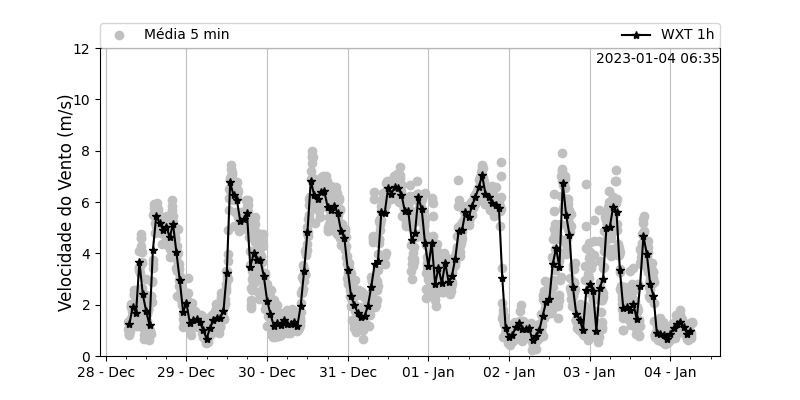 Média 5 min
WXT 1h
2023-01-04 06:35
Velocidade do Vento (m/s)
12
10
8
6
4
2
0
28 - Dec
29 - Dec
30 - Dec
31 - Dec
01 - Jan
02 - Jan
03 - Jan
04 - Jan